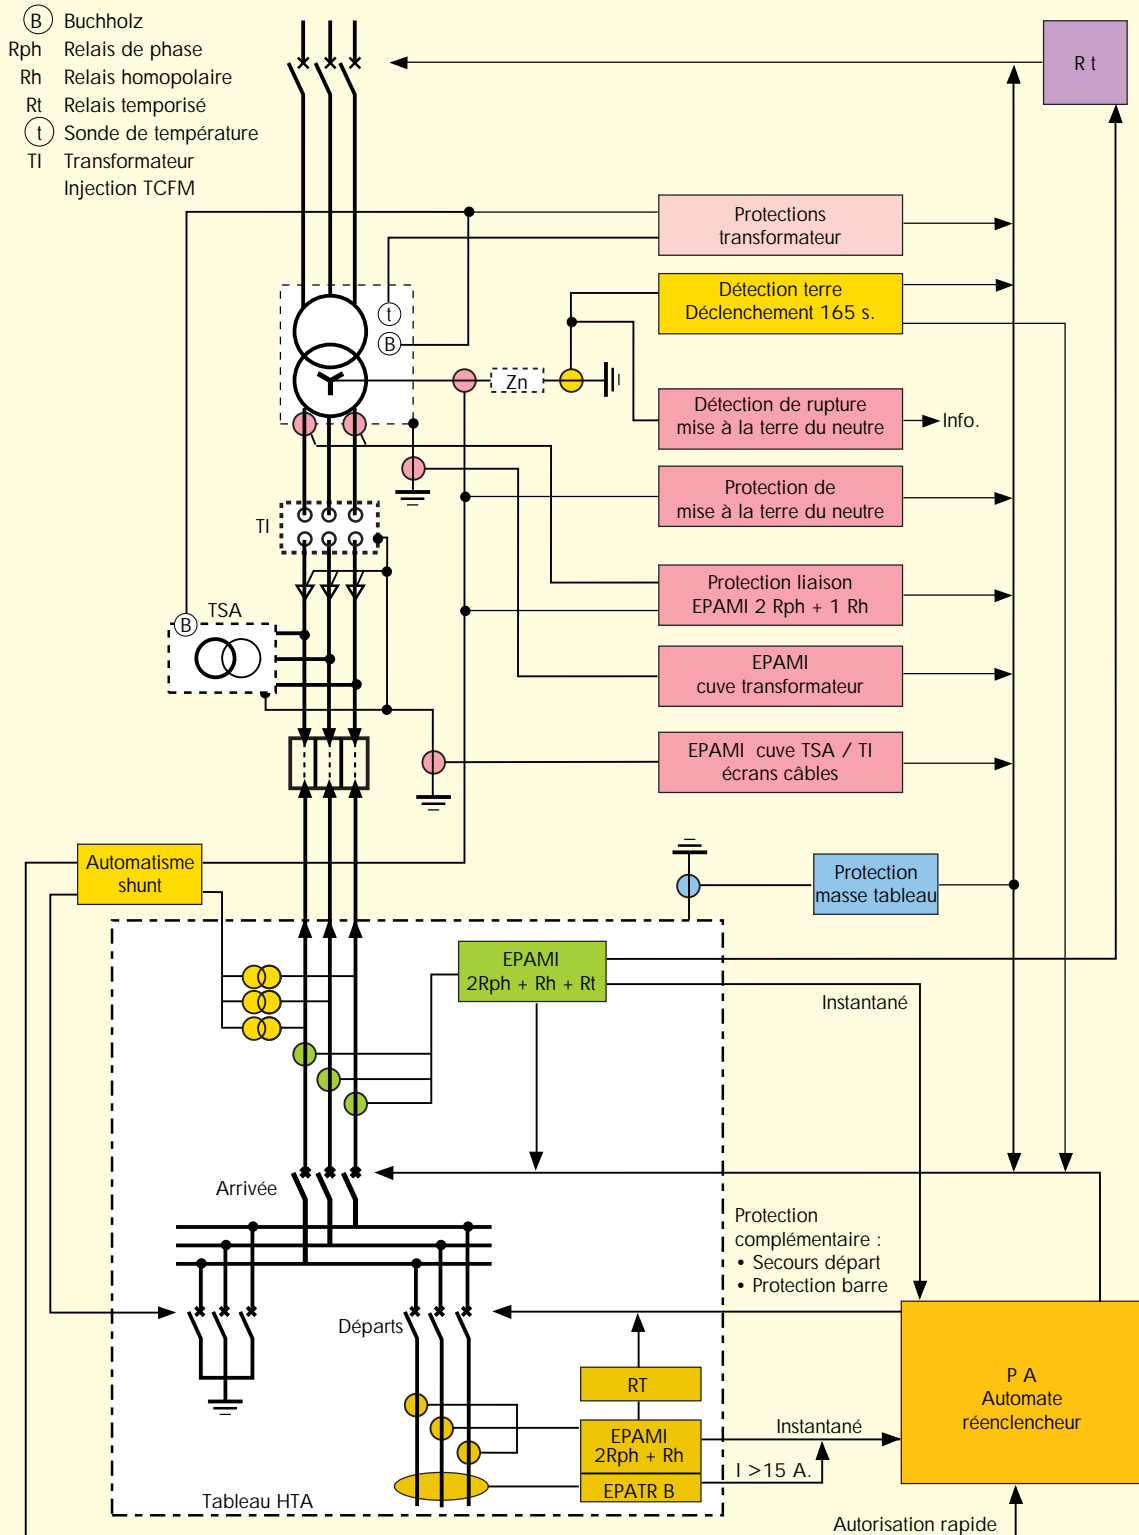 B Buchholz
Rph Relais de phase
Rh Relais homopolaire
Rt Relais temporisé
t Sonde de température
TI Transformateur
Injection TCFM
R t
Protections
transformateur
Détection terre
Déclenchement 165 s.
t
B
Zn
Détection de rupture
mise à la terre du neutre
Info.
Protection de
mise à la terre du neutre
TI
Protection liaison
EPAMI 2 Rph + 1 Rh
TSA
B
EPAMI
cuve transformateur
EPAMI cuve TSA / TI
écrans câbles
Automatisme
shunt
Protection
masse tableau
EPAMI
2Rph + Rh + Rt
Instantané
Arrivée
Protection
complémentaire :
• Secours départ
• Protection barre
Départs
RT
P A
Automate
réenclencheur
EPAMI
2Rph + Rh
Instantané
I >15 A.
EPATR B
Tableau HTA
Autorisation rapide